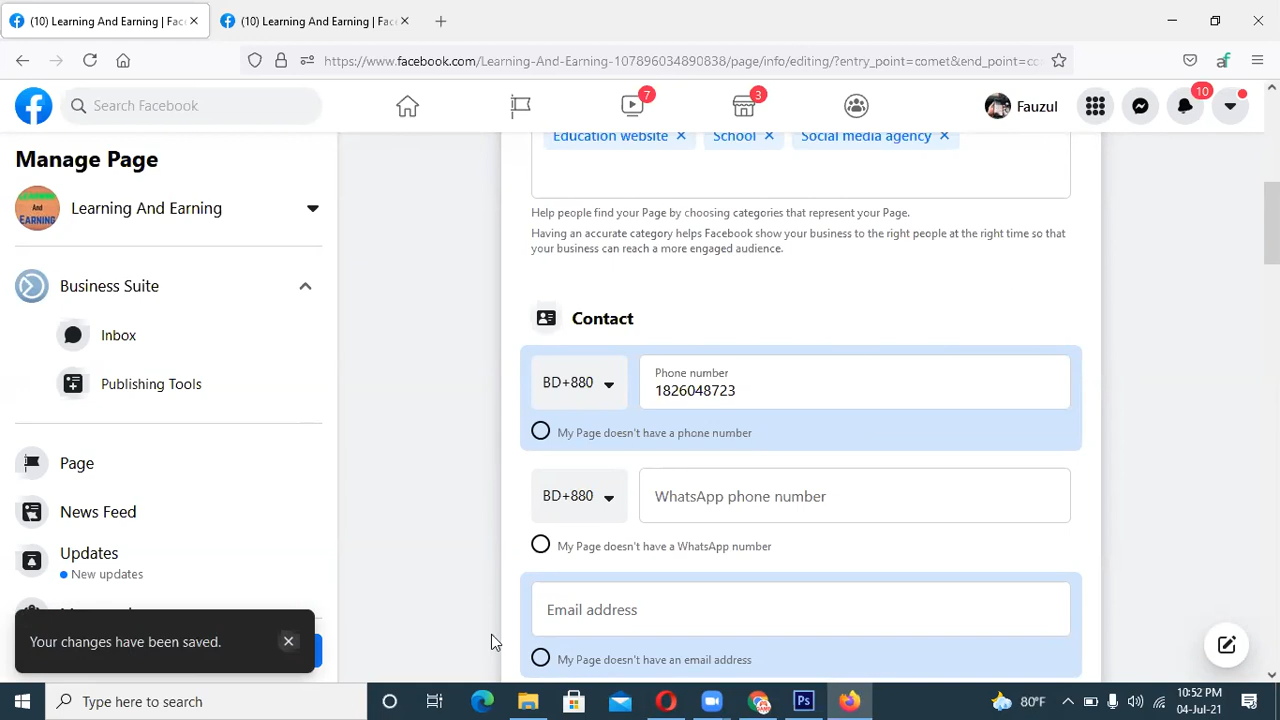 (10) Learning And Earning | Fac
(10) Learning And Earning | Fac
https://www.facebook.com/Learning-And-Earning-107896034890838/page/info/editing/?entry_point=comet&end_point=co
Search Facebook
7
3
Fauzul
10
Manage Page
Learning And Earning
Business Suite
Inbox
Publishing Tools
Page
News Feed
Updates
New updates
Your changes have been saved.
Education website
School
Social media agency
Help people find your Page by choosing categories that represent your Page.
Having an accurate category helps Facebook show your business to the right people at the right time so that
your business can reach a more engaged audience.
Contact
BD+880
Phone number
1826048723
My Page doesn't have a phone number
BD+880
WhatsApp phone number
My Page doesn't have a WhatsApp number
Email address
My Page doesn't have an email address
Type here to search
Ps
80°F
10:52 PM
04-Jul-21